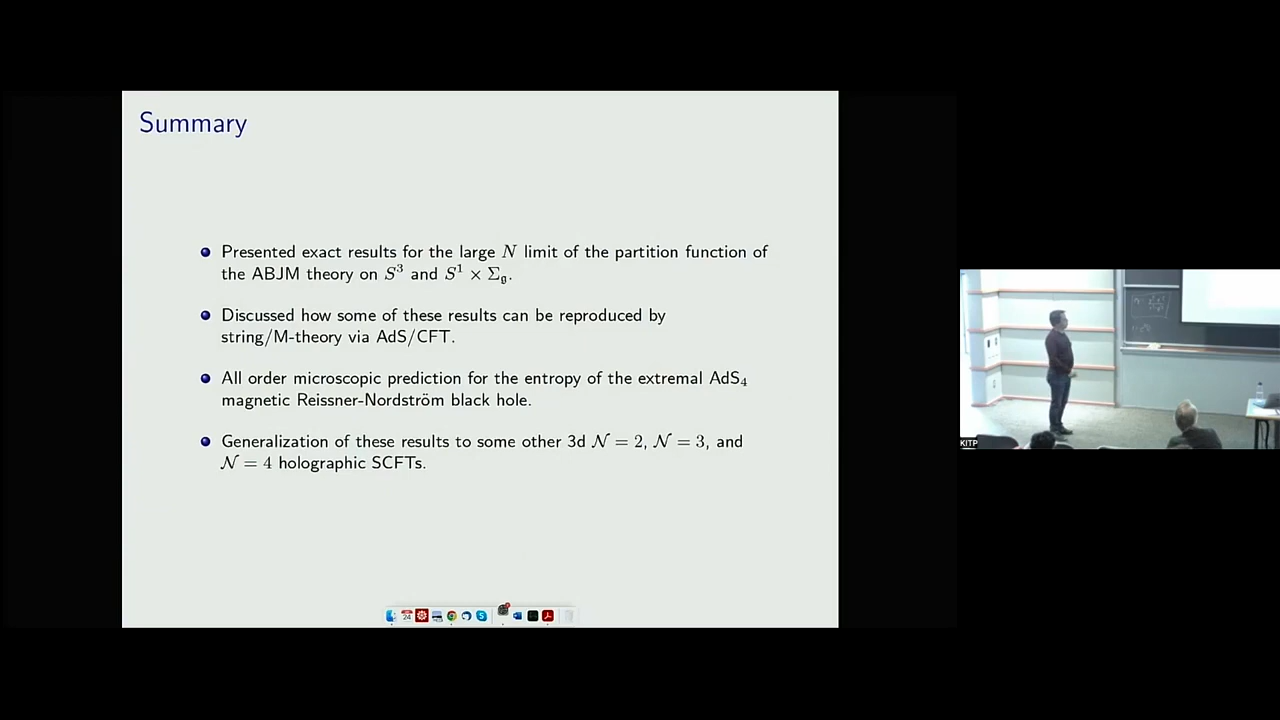 Summary
Presented exact results for the large N limit of the partition function of
the ABJM theory on S³ and S¹ × Σ𝔤.
Discussed how some of these results can be reproduced by
string/M-theory via AdS/CFT.
All order microscopic prediction for the entropy of the extremal AdS₄
magnetic Reissner-Nordström black hole.
Generalization of these results to some other 3d 𝒩 = 2, 𝒩 = 3, and
𝒩 = 4 holographic SCFTs.
KITP